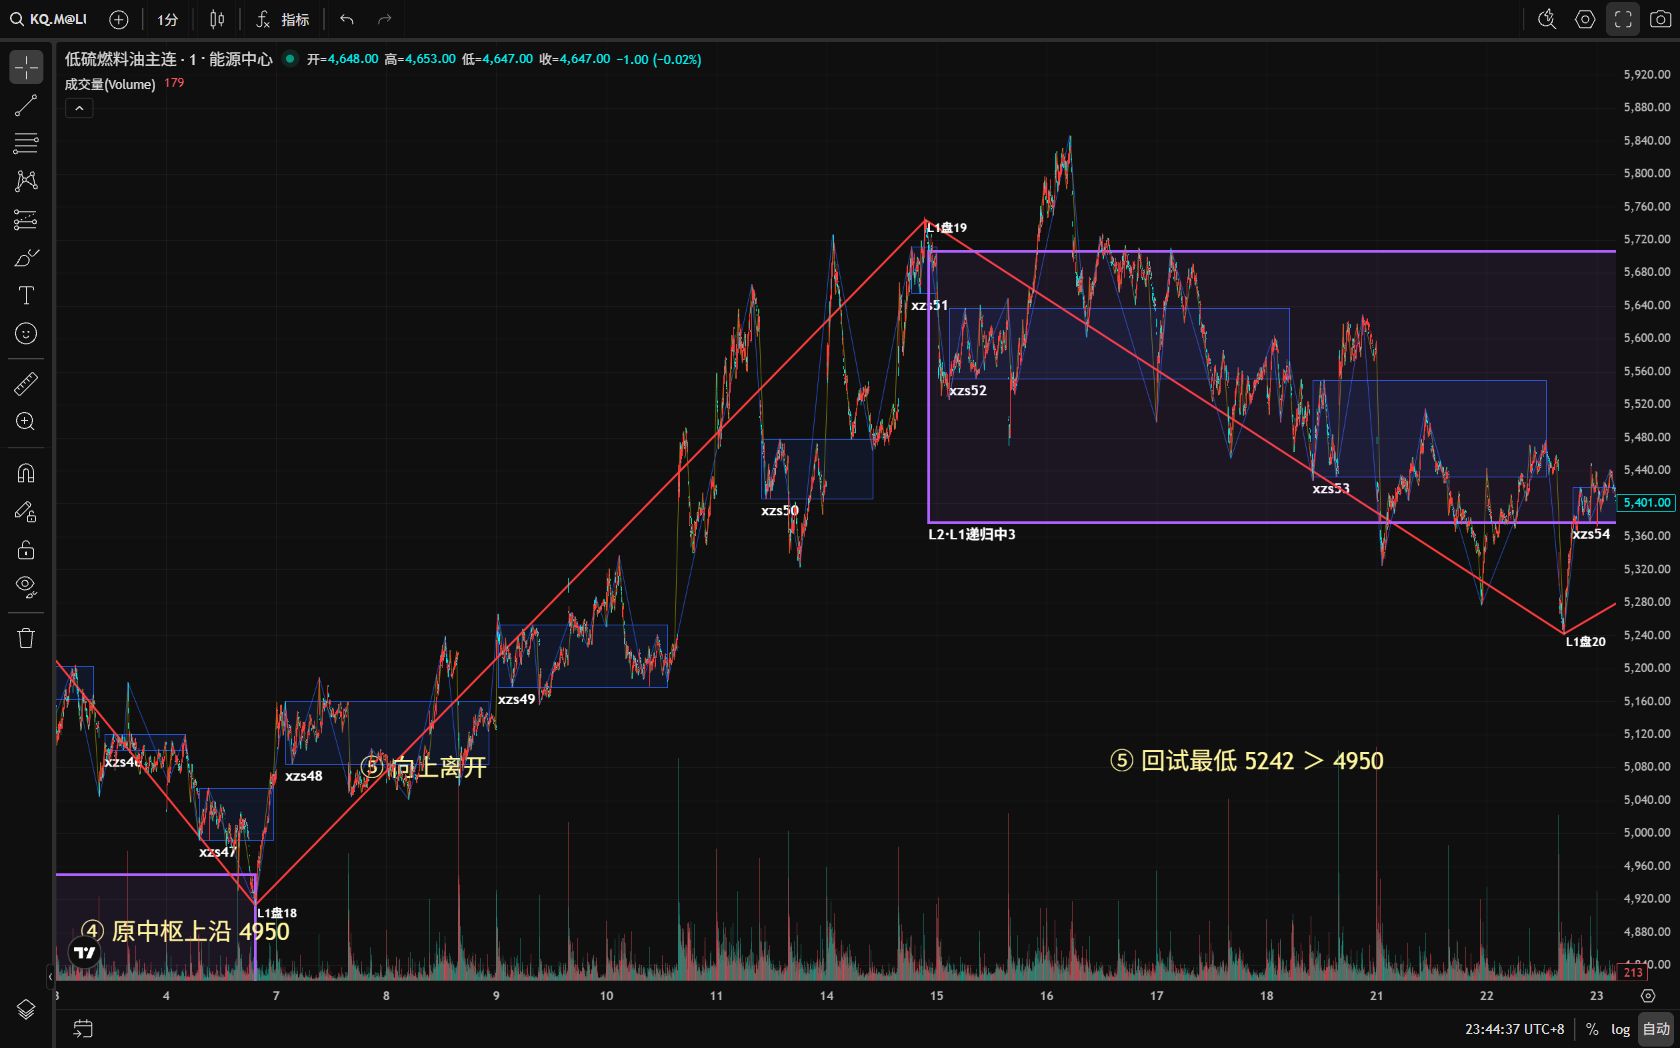 KQ.M@LI
1分
指标
低硫燃料油主连 · 1 · 能源中心 开=4,648.00 高=4,653.00 低=4,647.00 收=4,647.00 −1.00 (−0.02%)
成交量(Volume) 179
5,920.00
5,880.00
5,840.00
5,800.00
5,760.00
5,720.00
5,680.00
5,640.00
5,600.00
5,560.00
5,520.00
5,480.00
5,440.00
5,401.00
5,360.00
5,320.00
5,280.00
5,240.00
5,200.00
5,160.00
5,120.00
5,080.00
5,040.00
5,000.00
4,960.00
4,920.00
4,880.00
213
L1盘19
xzs51
xzs52
xzs53
xzs50
L2·L1递归中3
xzs54
L1盘20
xzs49
xzs48
xzs47
⑤ 向上离开
⑤ 回试最低 5242 ＞ 4950
L1盘18
④ 原中枢上沿 4950
3 4 7 8 9 10 11 14 15 16 17 18 21 22 23
23:44:37 UTC+8 % log 自动